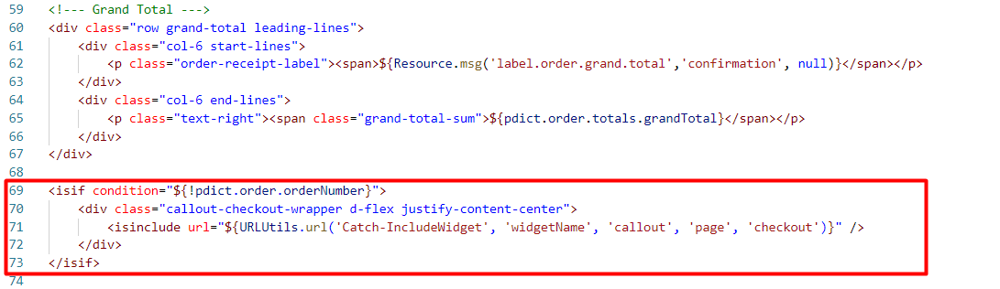 59 <!--- Grand Total --->
60 <div class="row grand-total leading-lines">
61     <div class="col-6 start-lines">
62         <p class="order-receipt-label"><span>${Resource.msg('label.order.grand.total','confirmation', null)}</span></p>
63     </div>
64     <div class="col-6 end-lines">
65         <p class="text-right"><span class="grand-total-sum">${pdict.order.totals.grandTotal}</span></p>
66     </div>
67 </div>
68
69 <isif condition="${!pdict.order.orderNumber}">
70     <div class="callout-checkout-wrapper d-flex justify-content-center">
71         <isinclude url="${URLUtils.url('Catch-IncludeWidget', 'widgetName', 'callout', 'page', 'checkout')}" />
72     </div>
73 </isif>
74